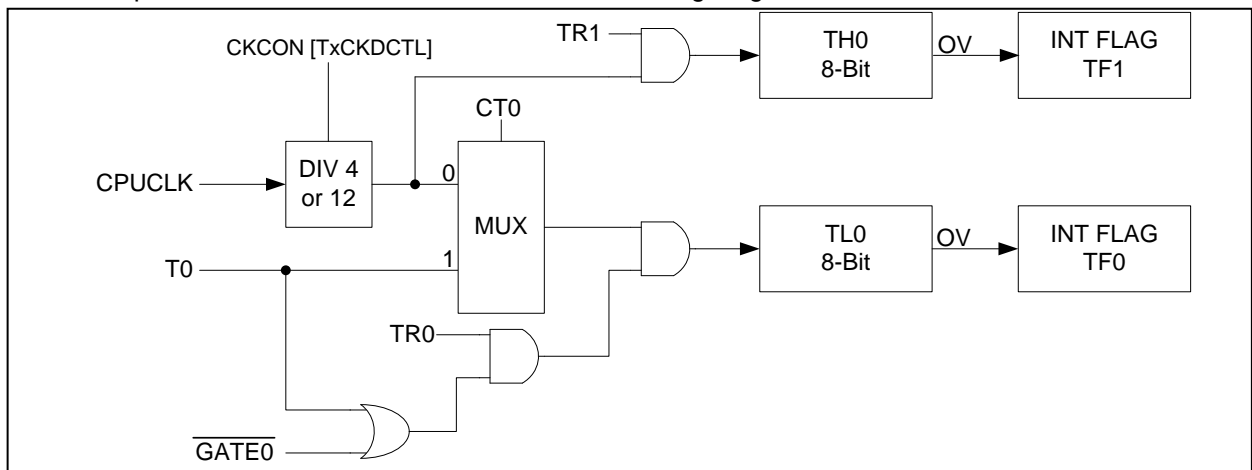 TR1
CKCON [TxCKDCTL]
TH0
8-Bit
OV
INT FLAG
TF1
CT0
DIV 4
or 12
0
CPUCLK
MUX
TL0
8-Bit
OV
INT FLAG
TF0
1
T0
TR0
GATE0